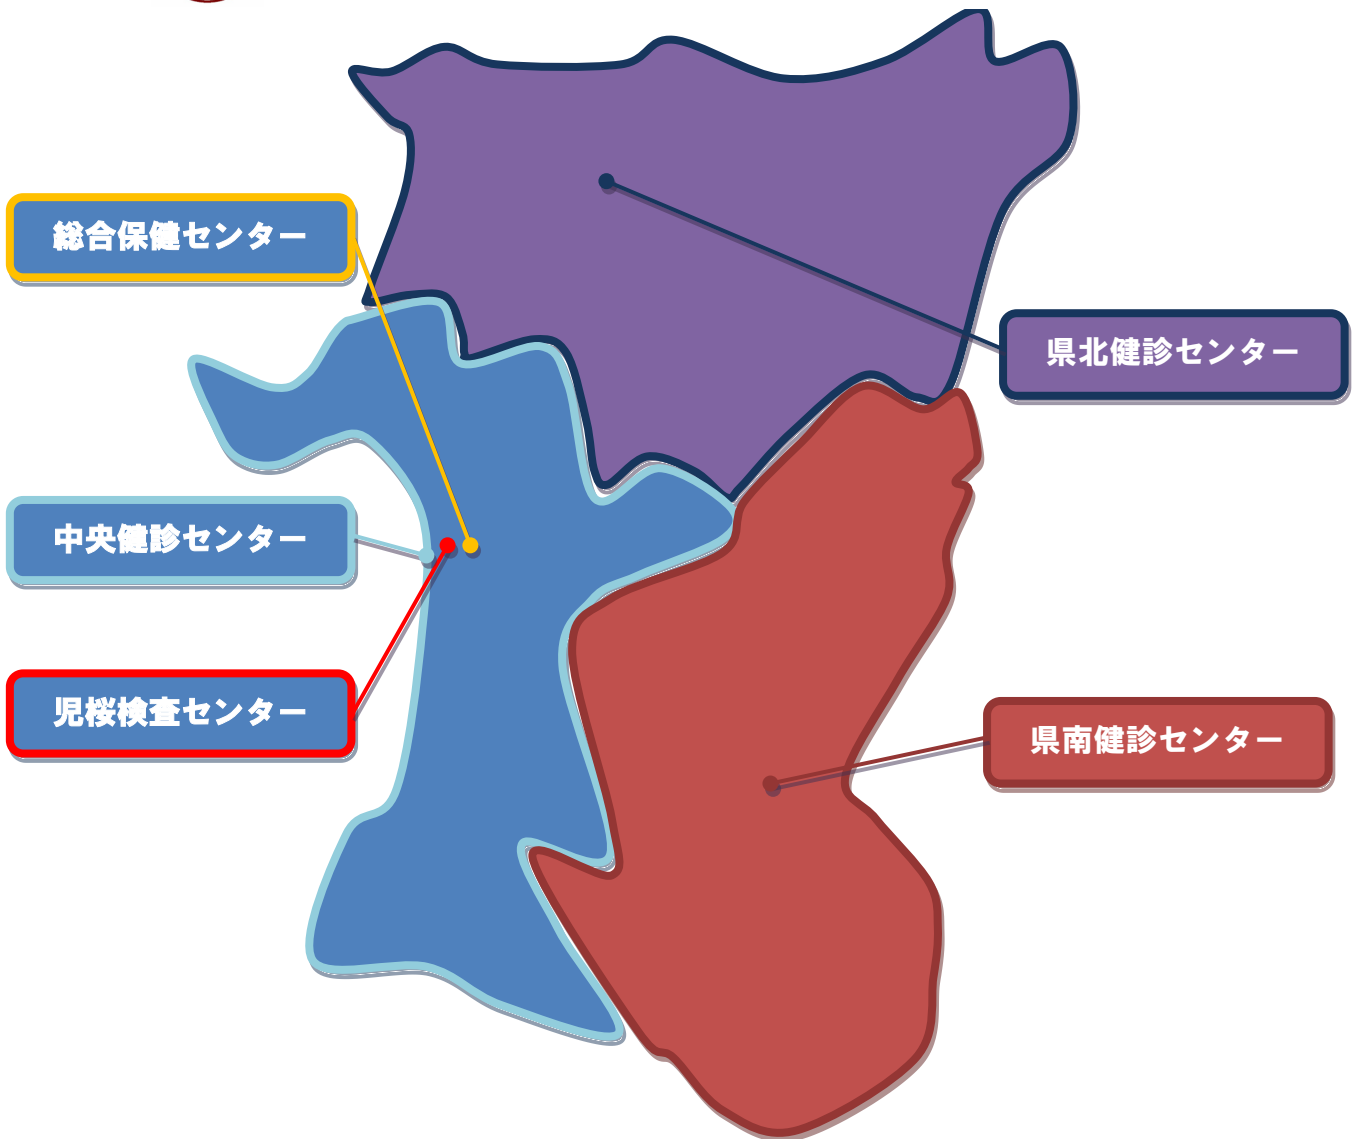 総合保健センター
県北健診センター
中央健診センター
児桜検査センター
県南健診センター